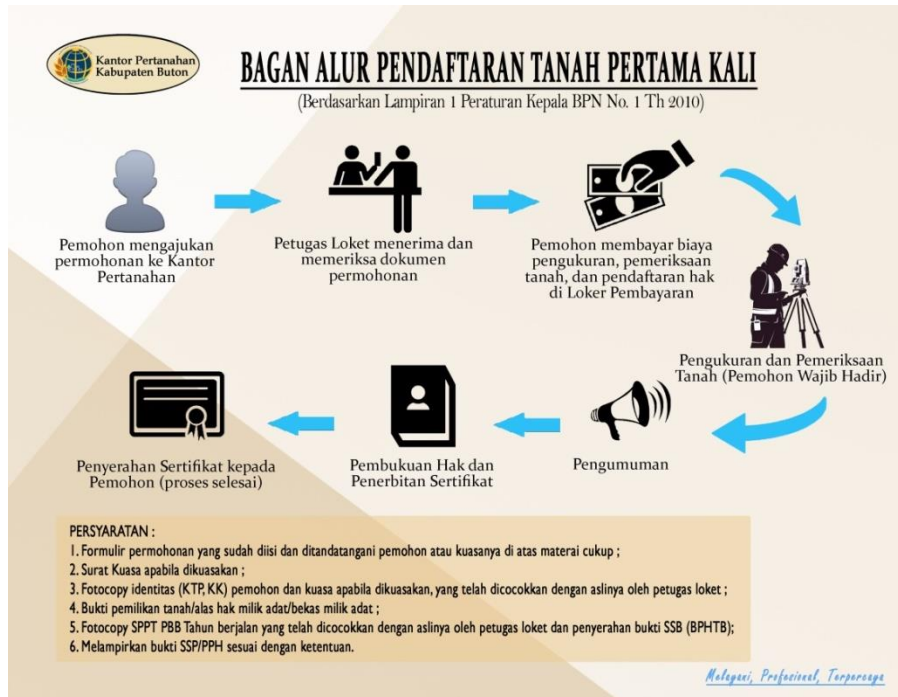 Kantor Pertanahan
Kabupaten Buton
BAGAN ALUR PENDAFTARAN TANAH PERTAMA KALI
(Berdasarkan Lampiran 1 Peraturan Kepala BPN No. 1 Th 2010)
Pemohon mengajukan
permohonan ke Kantor
Pertanahan
Petugas Loket menerima dan
memeriksa dokumen
permohonan
Pemohon membayar biaya
pengukuran, pemeriksaan
tanah, dan pendaftaran hak
di Loker Pembayaran
Pengukuran dan Pemeriksaan
Tanah (Pemohon Wajib Hadir)
Pengumuman
Pembukuan Hak dan
Penerbitan Sertifikat
Penyerahan Sertifikat kepada
Pemohon (proses selesai)
PERSYARATAN :
1. Formulir permohonan yang sudah diisi dan ditandatangani pemohon atau kuasanya di atas materai cukup ;
2. Surat Kuasa apabila dikuasakan ;
3. Fotocopy identitas (KTP, KK) pemohon dan kuasa apabila dikuasakan, yang telah dicocokkan dengan aslinya oleh petugas loket ;
4. Bukti pemilikan tanah/alas hak milik adat/bekas milik adat ;
5. Fotocopy SPPT PBB Tahun berjalan yang telah dicocokkan dengan aslinya oleh petugas loket dan penyerahan bukti SSB (BPHTB);
6. Melampirkan bukti SSP/PPH sesuai dengan ketentuan.
Melayani, Profesional, Terpercaya